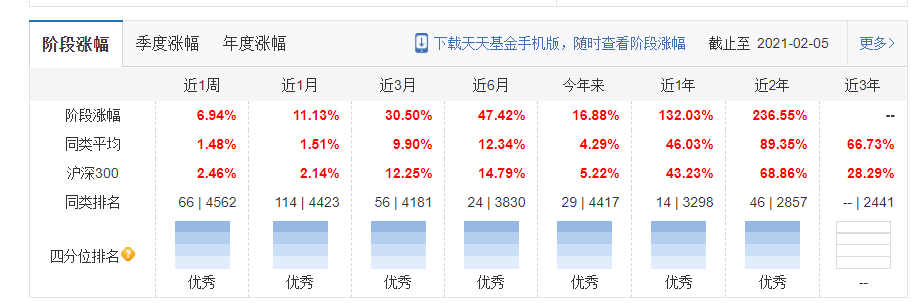 阶段涨幅 季度涨幅 年度涨幅 下载天天基金手机版，随时查看阶段涨幅 截止至 2021-02-05 更多>
近1周 近1月 近3月 近6月 今年来 近1年 近2年 近3年
阶段涨幅 6.94% 11.13% 30.50% 47.42% 16.88% 132.03% 236.55% --
同类平均 1.48% 1.51% 9.90% 12.34% 4.29% 46.03% 89.35% 66.73%
沪深300 2.46% 2.14% 12.25% 14.79% 5.22% 43.23% 68.86% 28.29%
同类排名 66 | 4562 114 | 4423 56 | 4181 24 | 3830 29 | 4417 14 | 3298 46 | 2857 -- | 2441
四分位排名
优秀 优秀 优秀 优秀 优秀 优秀 优秀 --